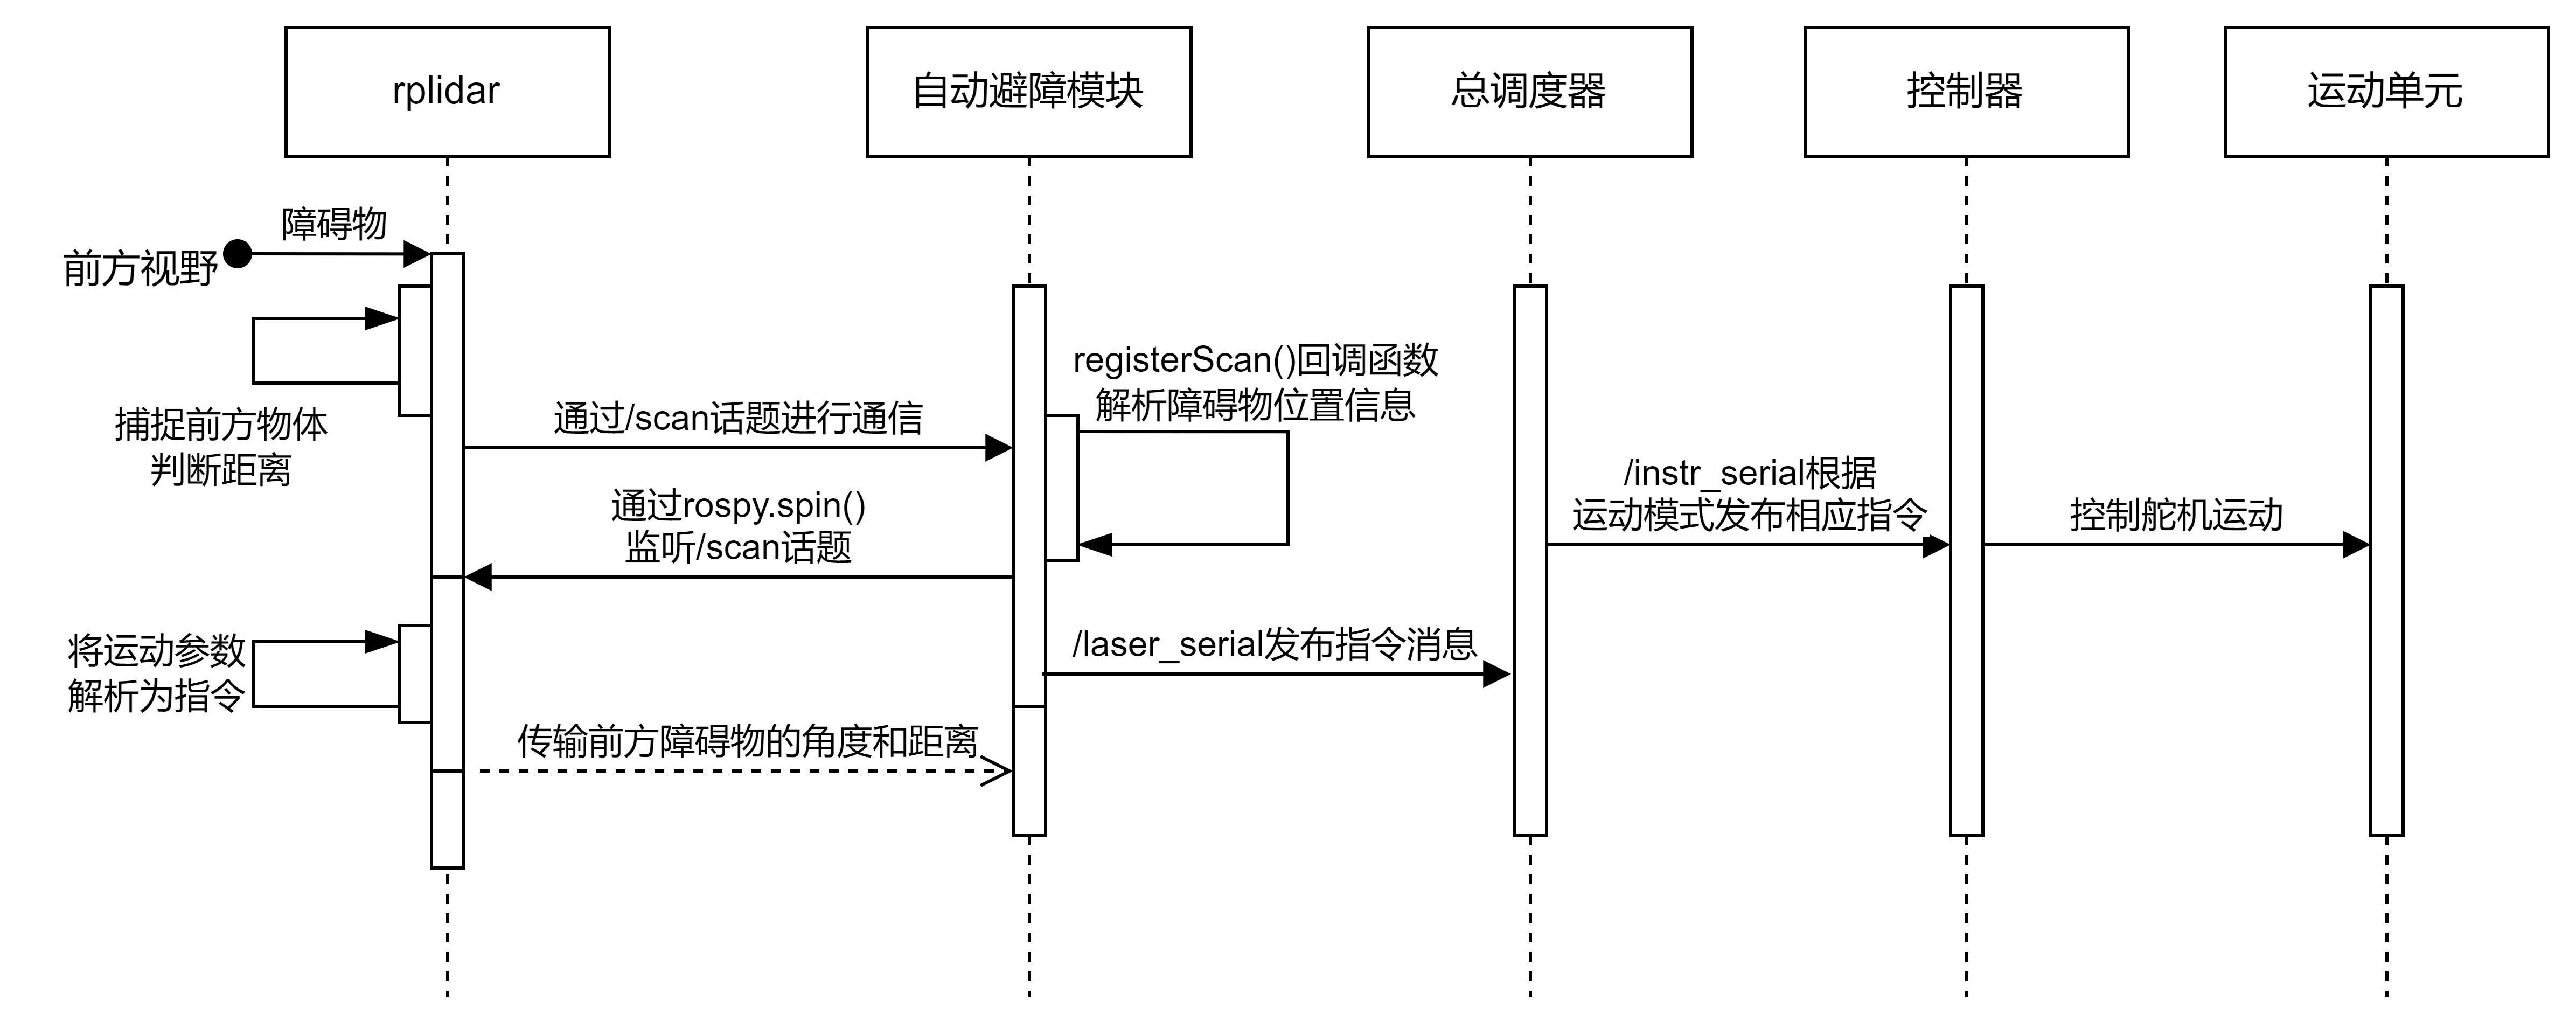 rplidar
自动避障模块
总调度器
控制器
运动单元
障碍物
前方视野
捕捉前方物体
判断距离
通过/scan话题进行通信
registerScan()回调函数
解析障碍物位置信息
通过rospy.spin()
监听/scan话题
/instr_serial根据
运动模式发布相应指令
控制舵机运动
将运动参数
解析为指令
/laser_serial发布指令消息
传输前方障碍物的角度和距离